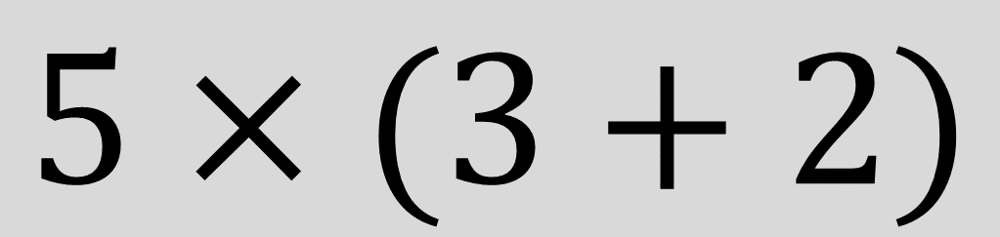 5 × (3 + 2)